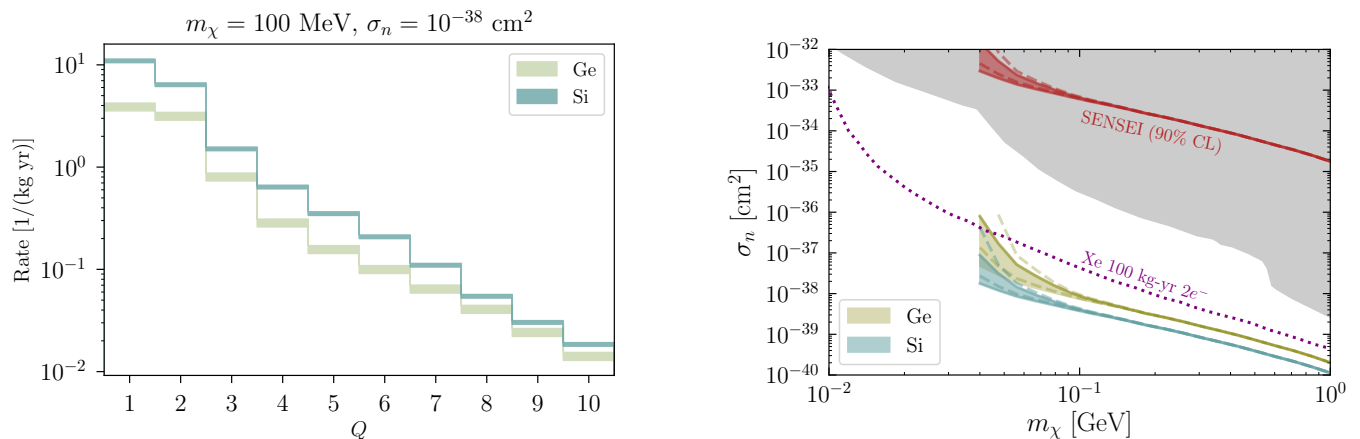 m_χ = 100 MeV, σ_n = 10^{−38} cm^2
Rate [1/(kg yr)]
10^1
10^0
10^{−1}
10^{−2}
Ge
Si
1 2 3 4 5 6 7 8 9 10
Q
σ_n [cm^2]
10^{−32}
10^{−33}
10^{−34}
10^{−35}
10^{−36}
10^{−37}
10^{−38}
10^{−39}
10^{−40}
SENSEI (90% CL)
Xe 100 kg-yr 2e^−
Ge
Si
10^{−2} 10^{−1} 10^0
m_χ [GeV]